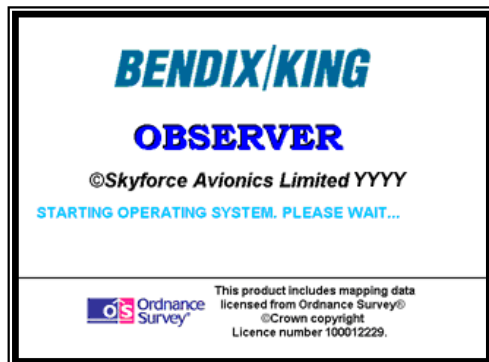 BENDIX/KING
OBSERVER
©Skyforce Avionics Limited YYYY
STARTING OPERATING SYSTEM. PLEASE WAIT...
OS Ordnance Survey®
This product includes mapping data
licensed from Ordnance Survey®
©Crown copyright
Licence number 100012229.